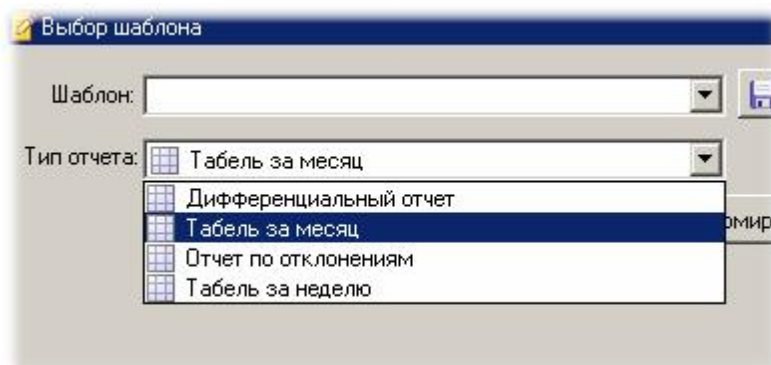 Выбор шаблона
Шаблон:
Тип отчета: Табель за месяц
Дифференциальный отчет
Табель за месяц
Отчет по отклонениям
Табель за неделю